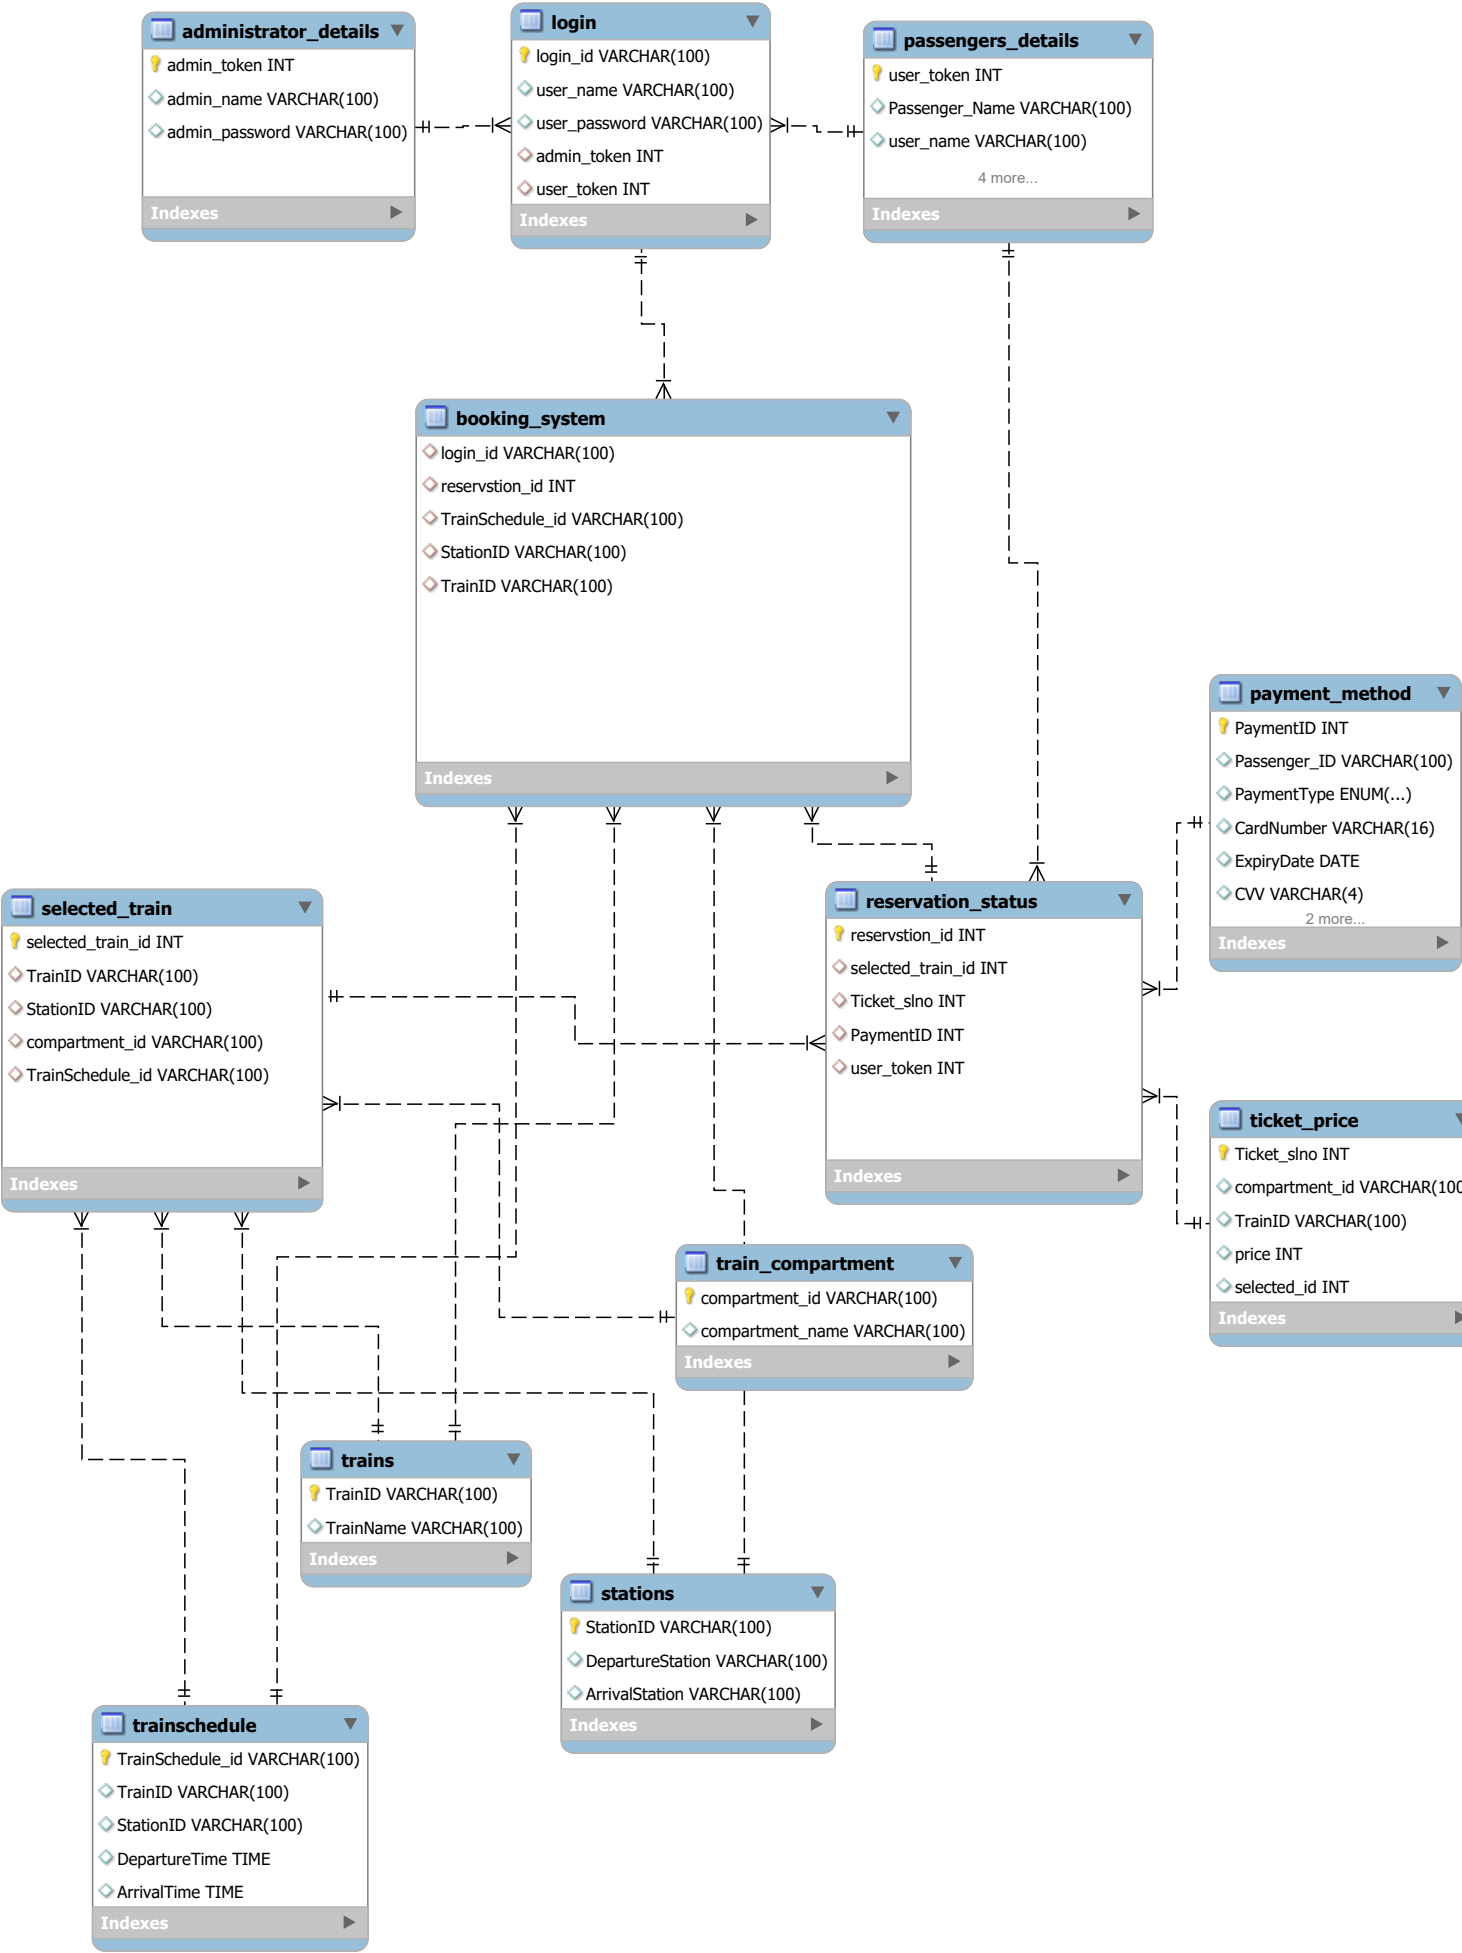 administrator_details
admin_token INT
admin_name VARCHAR(100)
admin_password VARCHAR(100)
Indexes
login
login_id VARCHAR(100)
user_name VARCHAR(100)
user_password VARCHAR(100)
admin_token INT
user_token INT
Indexes
passengers_details
user_token INT
Passenger_Name VARCHAR(100)
user_name VARCHAR(100)
4 more...
Indexes
booking_system
login_id VARCHAR(100)
reservstion_id INT
TrainSchedule_id VARCHAR(100)
StationID VARCHAR(100)
TrainID VARCHAR(100)
Indexes
payment_method
PaymentID INT
Passenger_ID VARCHAR(100)
PaymentType ENUM(...)
CardNumber VARCHAR(16)
ExpiryDate DATE
CVV VARCHAR(4)
2 more...
Indexes
selected_train
selected_train_id INT
TrainID VARCHAR(100)
StationID VARCHAR(100)
compartment_id VARCHAR(100)
TrainSchedule_id VARCHAR(100)
Indexes
reservation_status
reservstion_id INT
selected_train_id INT
Ticket_slno INT
PaymentID INT
user_token INT
Indexes
ticket_price
Ticket_slno INT
compartment_id VARCHAR(100
TrainID VARCHAR(100)
price INT
selected_id INT
Indexes
train_compartment
compartment_id VARCHAR(100)
compartment_name VARCHAR(100)
Indexes
trains
TrainID VARCHAR(100)
TrainName VARCHAR(100)
Indexes
stations
StationID VARCHAR(100)
DepartureStation VARCHAR(100)
ArrivalStation VARCHAR(100)
Indexes
trainschedule
TrainSchedule_id VARCHAR(100)
TrainID VARCHAR(100)
StationID VARCHAR(100)
DepartureTime TIME
ArrivalTime TIME
Indexes